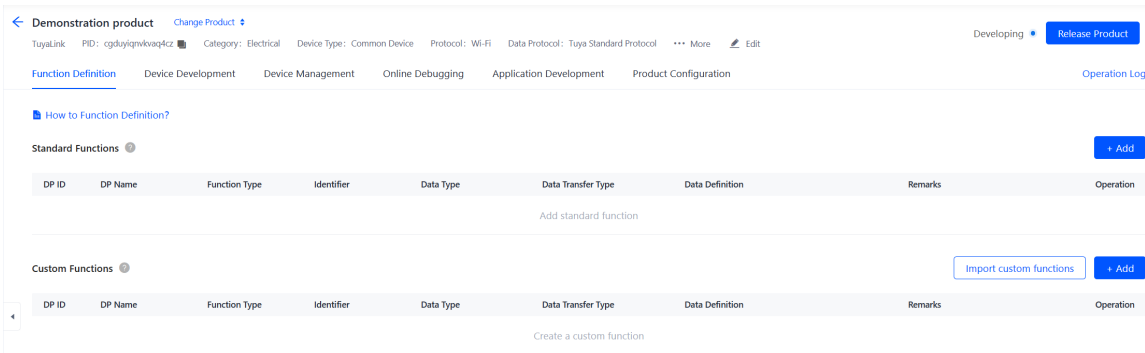 Demonstration product Change Product
TuyaLink PID: cgduyiqnvkvaq4cz Category: Electrical Device Type: Common Device Protocol: Wi-Fi Data Protocol: Tuya Standard Protocol ••• More Edit
Developing Release Product
Function Definition Device Development Device Management Online Debugging Application Development Product Configuration Operation Log
How to Function Definition?
Standard Functions ? + Add
DP ID DP Name Function Type Identifier Data Type Data Transfer Type Data Definition Remarks Operation
Add standard function
Custom Functions ? Import custom functions + Add
DP ID DP Name Function Type Identifier Data Type Data Transfer Type Data Definition Remarks Operation
Create a custom function